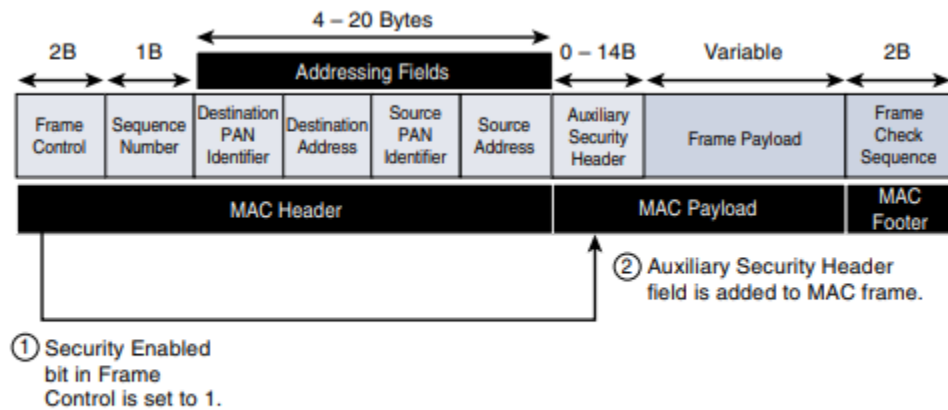 4 – 20 Bytes
2B 1B 0 – 14B Variable 2B
Addressing Fields
Frame Control
Sequence Number
Destination PAN Identifier
Destination Address
Source PAN Identifier
Source Address
Auxiliary Security Header
Frame Payload
Frame Check Sequence
MAC Header
MAC Payload
MAC Footer
② Auxiliary Security Header
field is added to MAC frame.
① Security Enabled
bit in Frame
Control is set to 1.